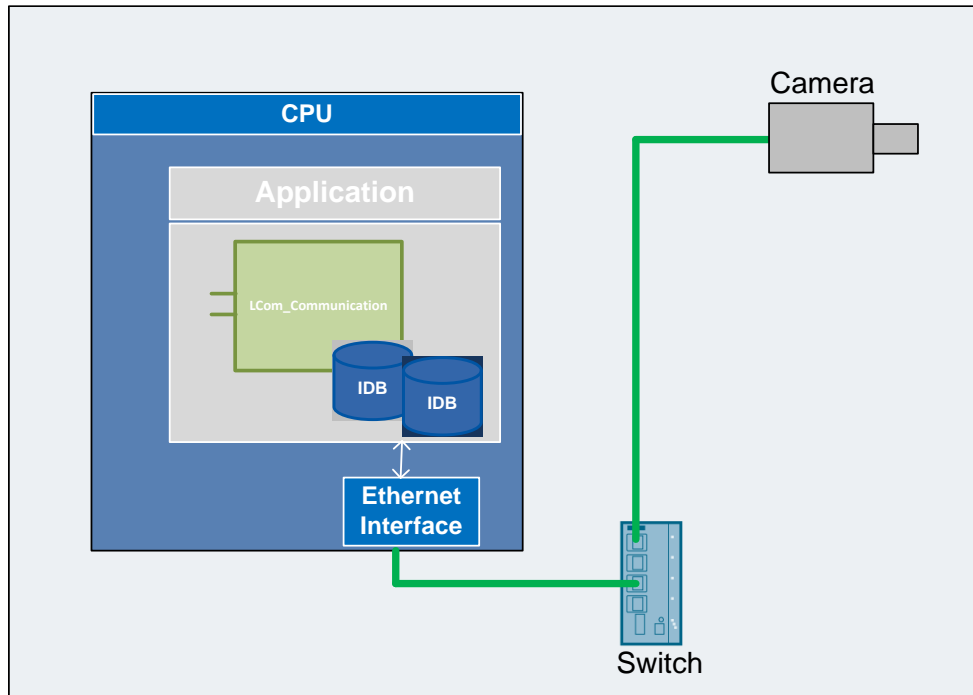 Camera
CPU
Application
LCom_Communication
IDB
IDB
Ethernet
Interface
Switch